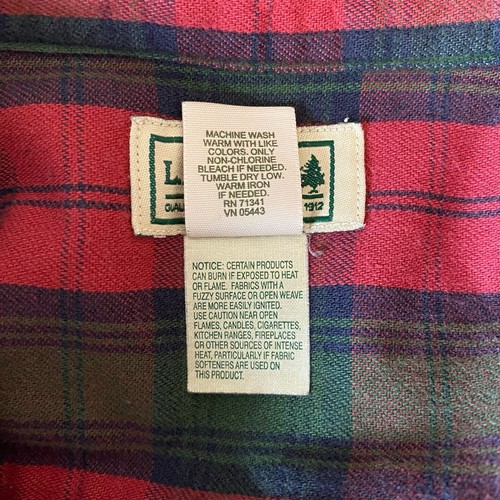 MACHINE WASH
WARM WITH LIKE
COLORS. ONLY
NON-CHLORINE
BLEACH IF NEEDED.
TUMBLE DRY LOW.
WARM IRON
IF NEEDED.
RN 71341
VN 05443
L
1912
NOTICE: CERTAIN PRODUCTS
CAN BURN IF EXPOSED TO HEAT
OR FLAME. FABRICS WITH A
FUZZY SURFACE OR OPEN WEAVE
ARE MORE EASILY IGNITED.
USE CAUTION NEAR OPEN
FLAMES, CANDLES, CIGARETTES,
KITCHEN RANGES, FIREPLACES
OR OTHER SOURCES OF INTENSE
HEAT, PARTICULARLY IF FABRIC
SOFTENERS ARE USED ON
THIS PRODUCT.